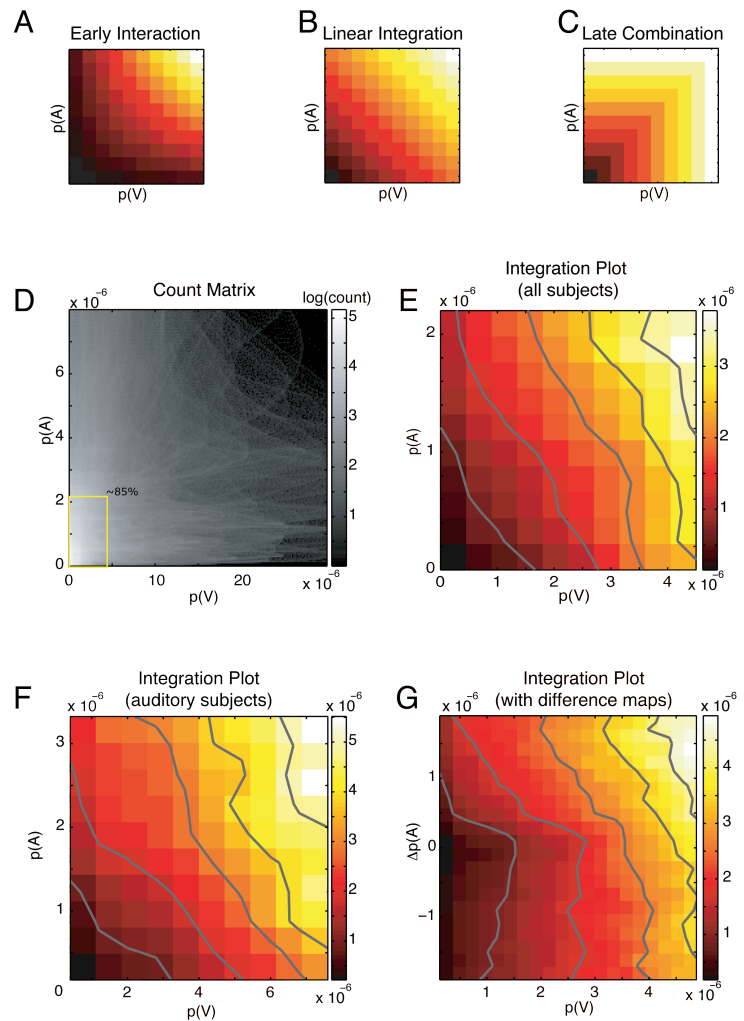 A
Early Interaction
p(A)
p(V)
B
Linear Integration
p(A)
p(V)
C
Late Combination
p(A)
p(V)
D
x 10⁻⁶
Count Matrix
log(count)
6
4
2
0
p(A)
~85%
0
10
20
x 10⁻⁶
p(V)
5
4
3
2
1
E
Integration Plot
(all subjects)
x 10⁻⁶
x 10⁻⁶
2
1
0
p(A)
0
1
2
3
4
x 10⁻⁶
p(V)
3
2
1
F
Integration Plot
(auditory subjects)
x 10⁻⁶
x 10⁻⁶
3
2
1
0
p(A)
2
4
6
x 10⁻⁶
p(V)
5
4
3
2
1
G
Integration Plot
(with difference maps)
x 10⁻⁶
x 10⁻⁶
1
0
−1
Δp(A)
1
2
3
4
x 10⁻⁶
p(V)
4
3
2
1